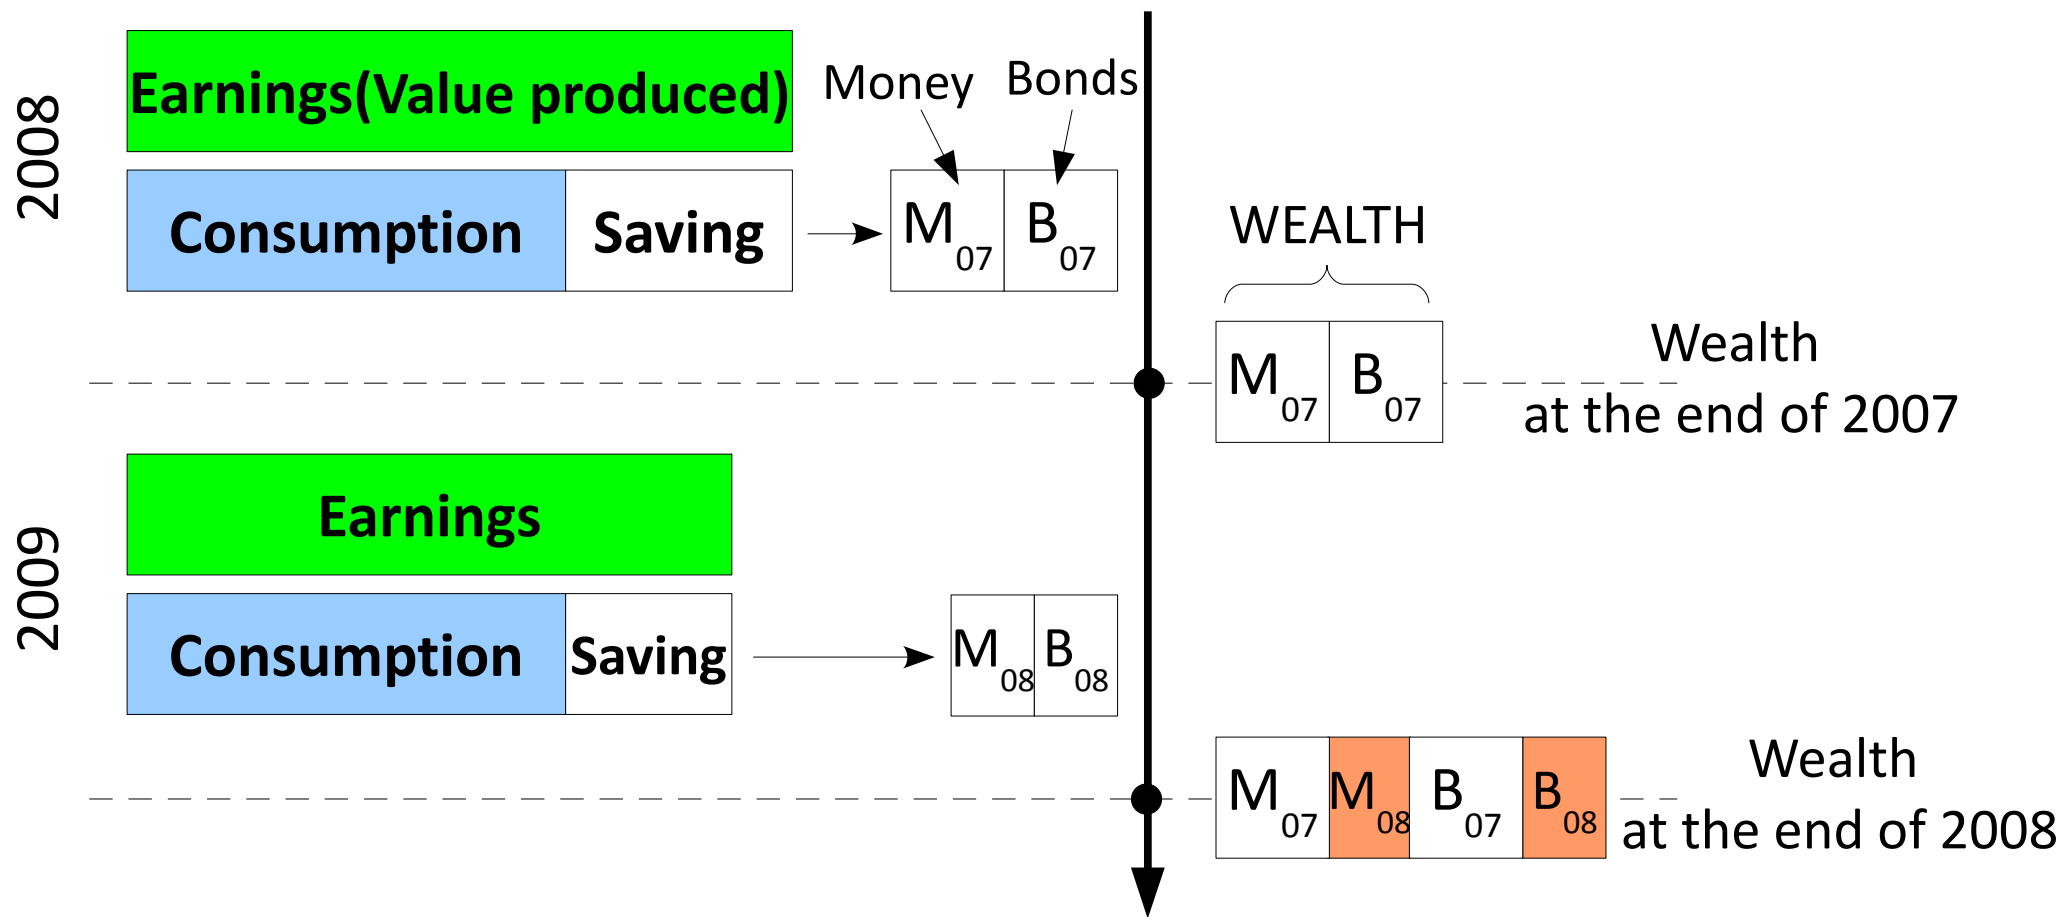 2008
Earnings(Value produced)
Money
Bonds
Consumption
Saving
M07
B07
WEALTH
M07
B07
Wealth
at the end of 2007
2009
Earnings
Consumption
Saving
M08
B08
M07
M08
B07
B08
Wealth
at the end of 2008